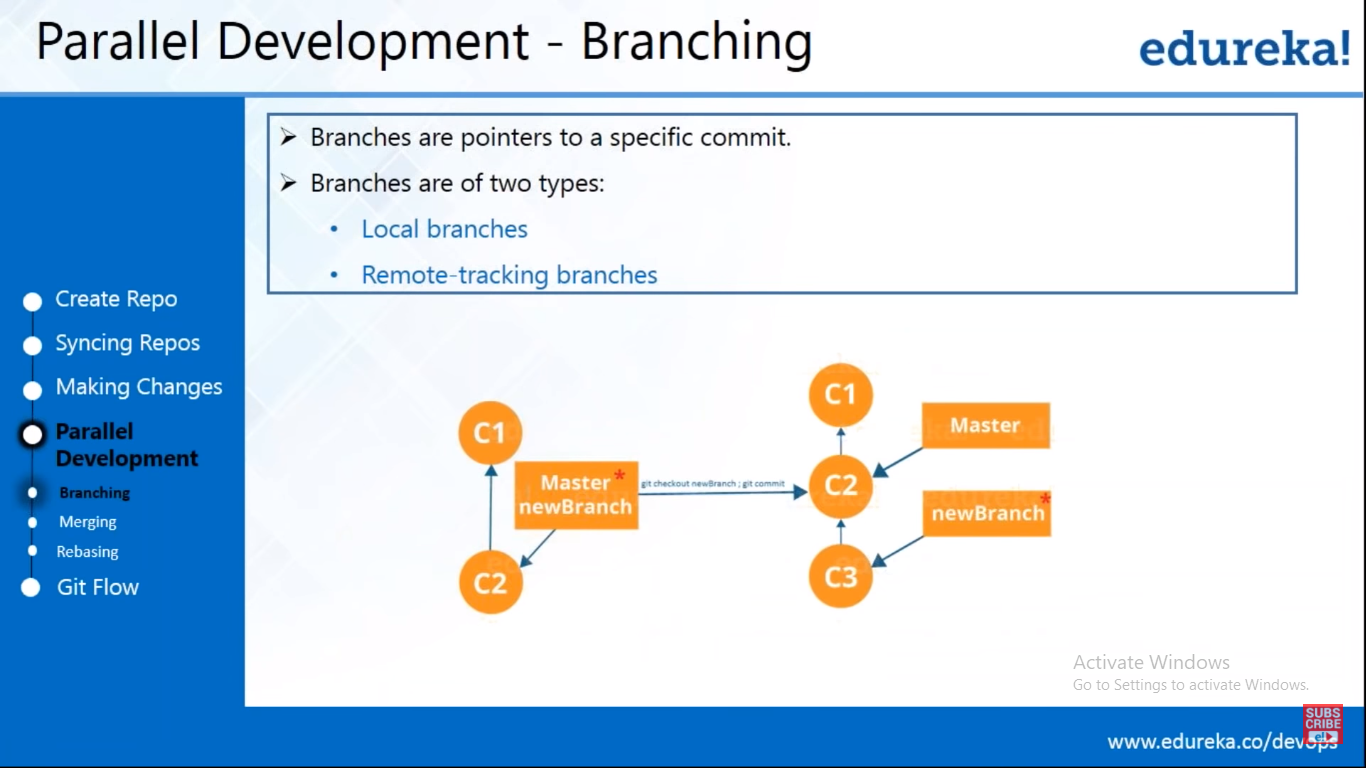 Parallel Development - Branching
edureka!
➤ Branches are pointers to a specific commit.
➤ Branches are of two types:
• Local branches
• Remote-tracking branches
Create Repo
Syncing Repos
Making Changes
Parallel
Development
Branching
Merging
Rebasing
Git Flow
C1
Master *
newBranch
C2
git checkout newBranch ; git commit
C1
Master
C2
newBranch *
C3
Activate Windows
Go to Settings to activate Windows.
SUBS
CRIBE
e!
www.edureka.co/devops